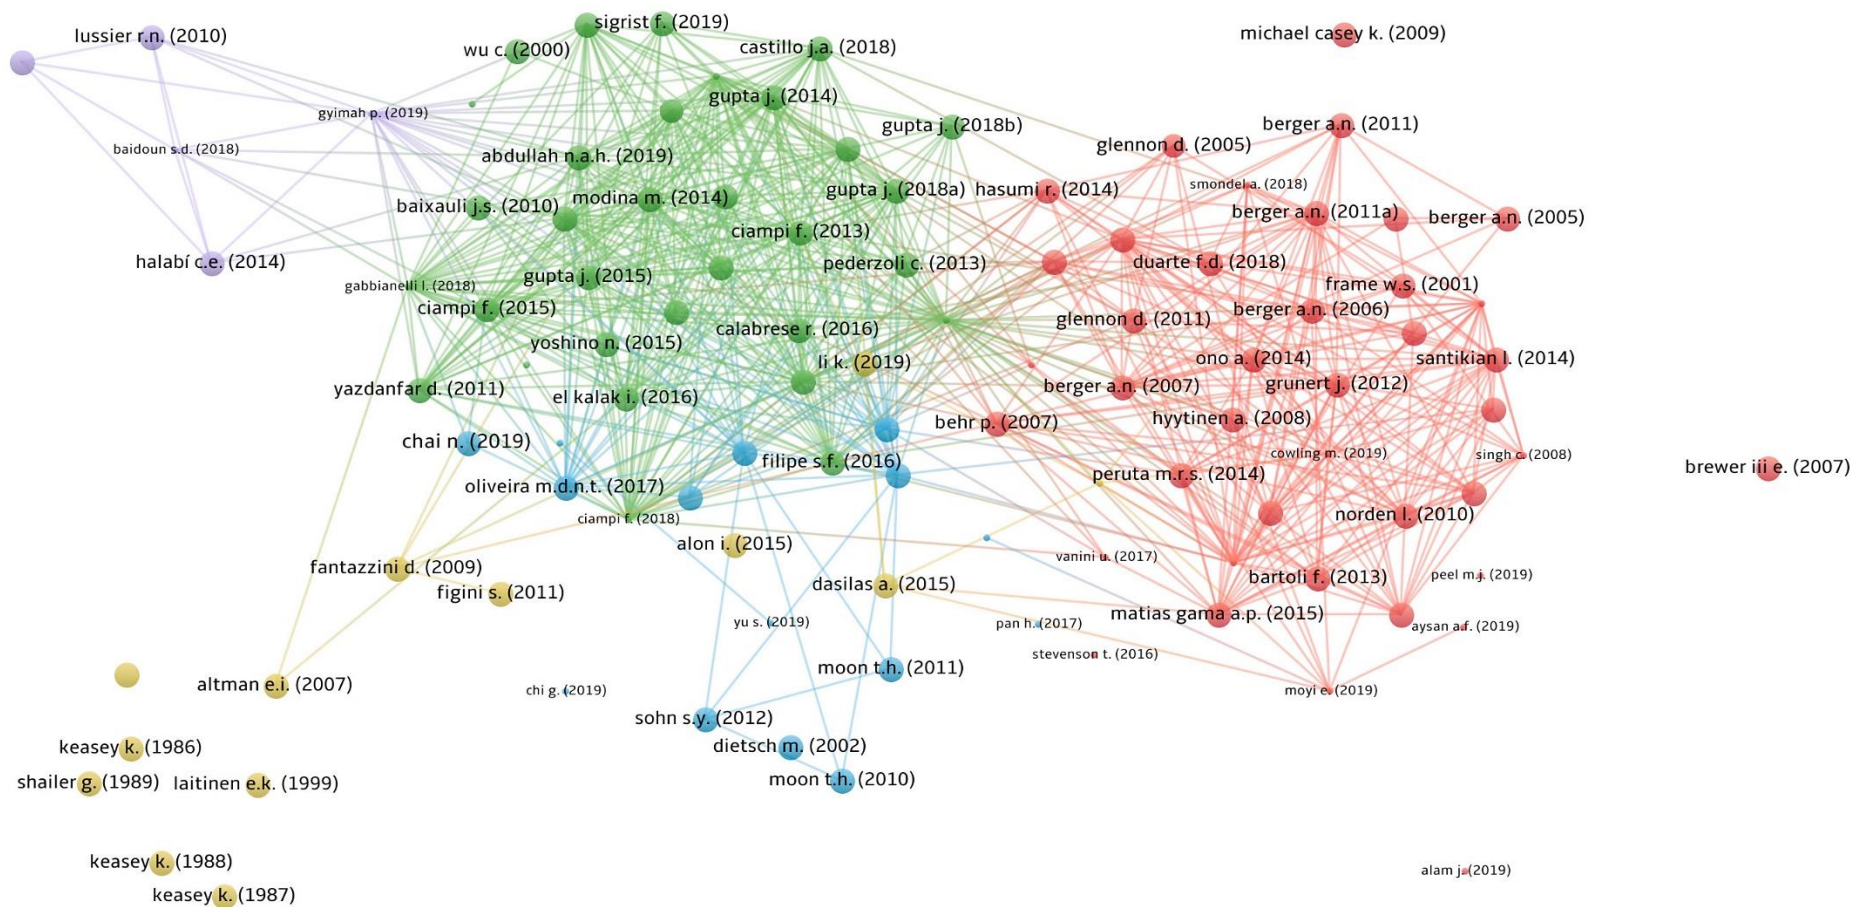 sigrist f. (2019)
michael casey k. (2009)
lussier r.n. (2010)
wu c. (2000)
castillo j.a. (2018)
gupta j. (2014)
gyimah p. (2019)
gupta j. (2018b)
berger a.n. (2011)
glennon d. (2005)
baidoun s.d. (2018)
abdullah n.a.h. (2019)
smondel a. (2018)
gupta j. (2018a)
hasumi r. (2014)
modina m. (2014)
baixauli j.s. (2010)
berger a.n. (2011a)
berger a.n. (2005)
ciampi f. (2013)
halabí c.e. (2014)
pederzoli c. (2013)
duarte f.d. (2018)
gupta j. (2015)
gabbianelli l. (2018)
frame w.s. (2001)
ciampi f. (2015)
berger a.n. (2006)
glennon d. (2011)
calabrese r. (2016)
yoshino n. (2015)
li k. (2019)
ono a. (2014)
santikian l. (2014)
yazdanfar d. (2011)
el kalak i. (2016)
berger a.n. (2007)
grunert j. (2012)
behr p. (2007)
hyytinen a. (2008)
chai n. (2019)
filipe s.f. (2016)
cowling m. (2019)
singh c. (2008)
brewer iii e. (2007)
peruta m.r.s. (2014)
oliveira m.d.n.t. (2017)
ciampi f. (2018)
norden l. (2010)
alon i. (2015)
vanini u. (2017)
fantazzini d. (2009)
figini s. (2011)
dasilas a. (2015)
bartoli f. (2013)
peel m.j. (2019)
yu s. (2019)
pan h. (2017)
matias gama a.p. (2015)
aysan a.f. (2019)
stevenson t. (2016)
moon t.h. (2011)
altman e.i. (2007)
chi g. (2019)
moyi e. (2019)
sohn s.y. (2012)
keasey k. (1986)
dietsch m. (2002)
shailer g. (1989)
laitinen e.k. (1999)
moon t.h. (2010)
keasey k. (1988)
alam j. (2019)
keasey k. (1987)